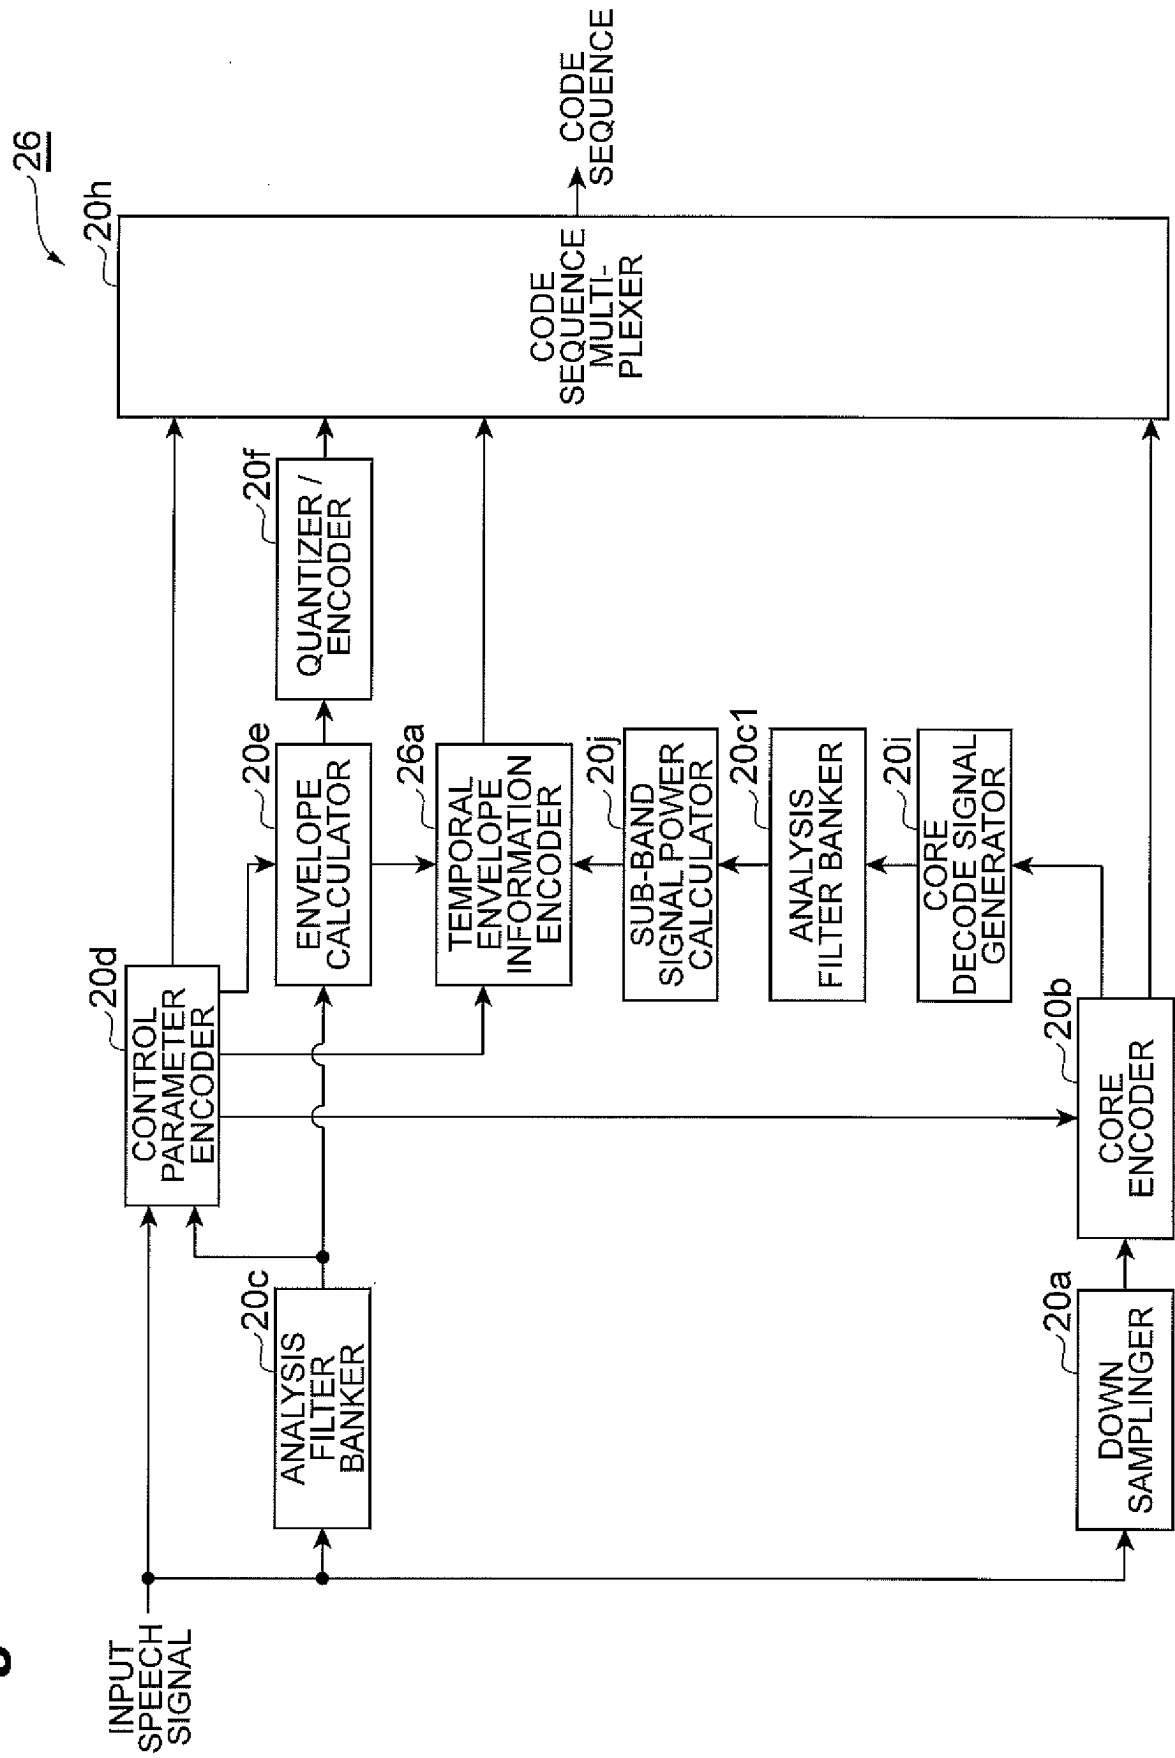 26
INPUT
SPEECH
SIGNAL
20d
CONTROL
PARAMETER
ENCODER
20h
CODE
SEQUENCE
MULTI-
PLEXER
CODE
SEQUENCE
20c
ANALYSIS
FILTER
BANKER
20e
ENVELOPE
CALCULATOR
20f
QUANTIZER /
ENCODER
26a
TEMPORAL
ENVELOPE
INFORMATION
ENCODER
20j
SUB-BAND
SIGNAL POWER
CALCULATOR
20c1
ANALYSIS
FILTER BANKER
20i
CORE
DECODE SIGNAL
GENERATOR
20a
DOWN
SAMPLINGER
20b
CORE
ENCODER